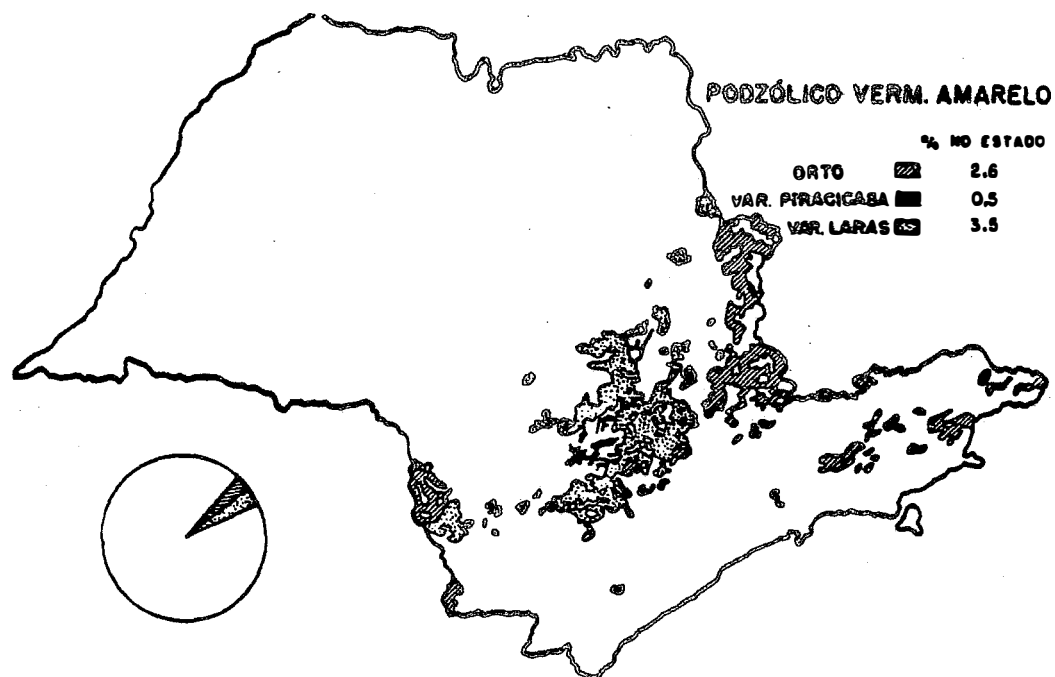 PODZÓLICO VERM. AMARELO
% NO ESTADO
ORTO 2.6
VAR. PIRACICABA 0.5
VAR. LARAS 3.5